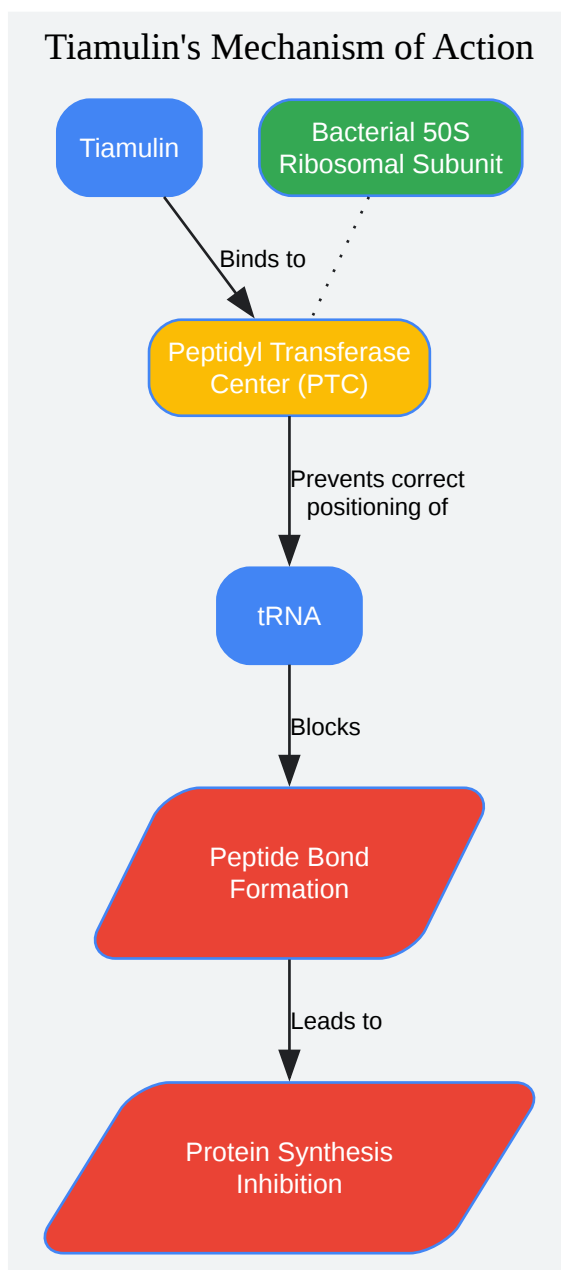 Tiamulin's Mechanism of Action
Tiamulin
Bacterial 50S
Ribosomal Subunit
Binds to
Peptidyl Transferase
Center (PTC)
Prevents correct
positioning of
tRNA
Blocks
Peptide Bond
Formation
Leads to
Protein Synthesis
Inhibition